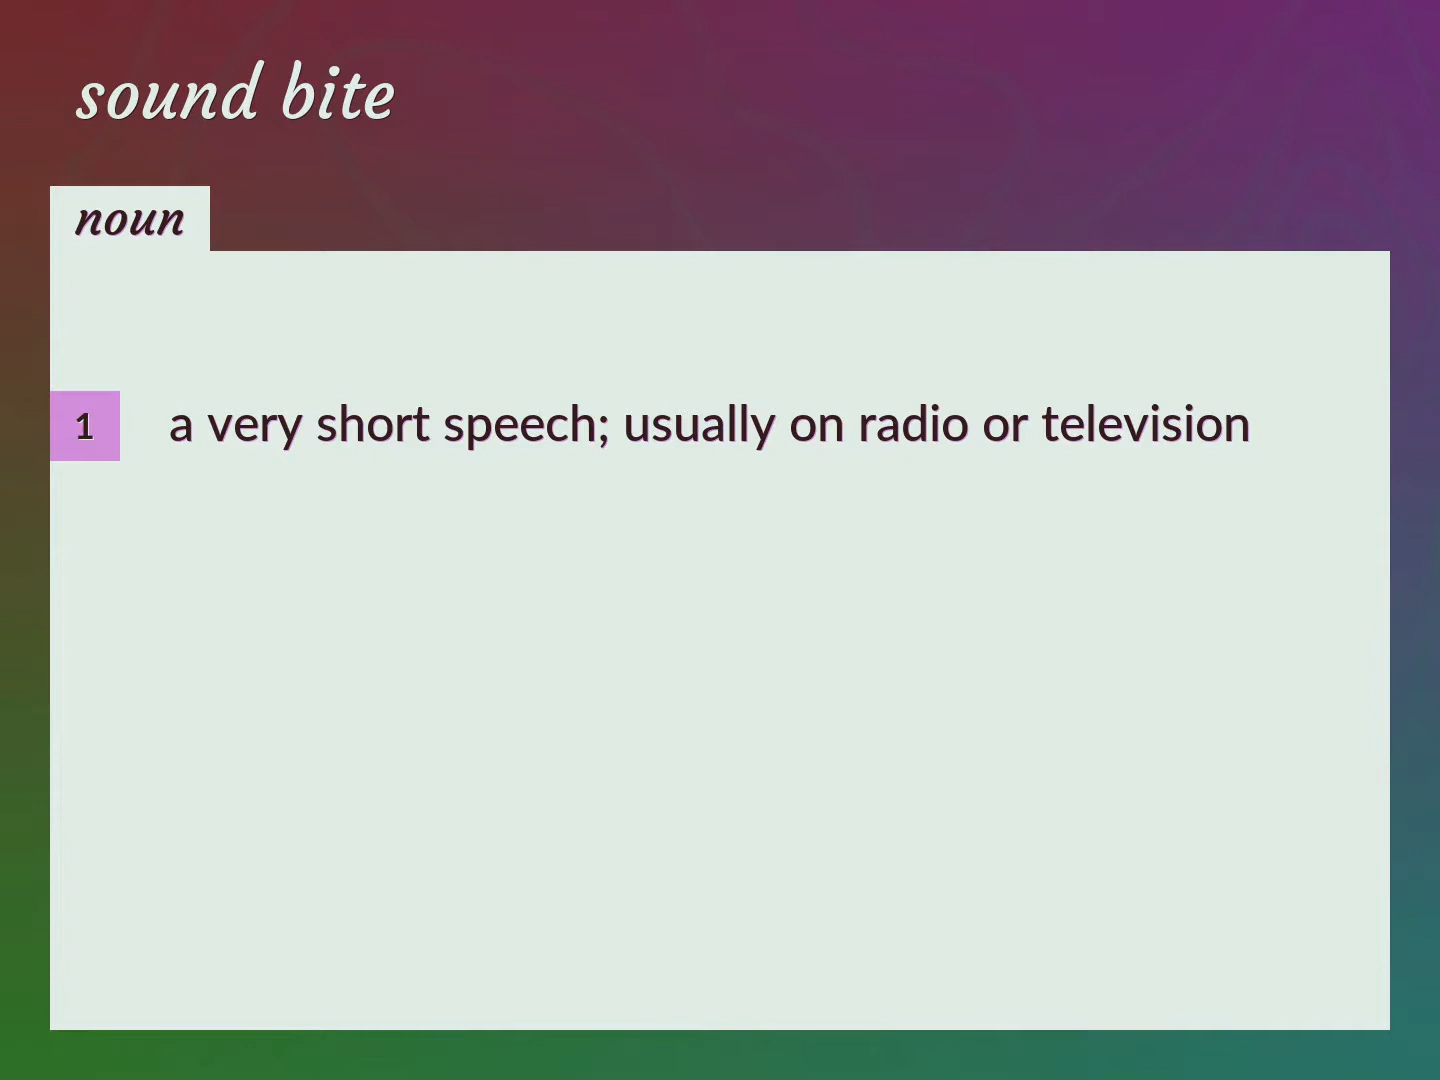 sound bite
noun
1 a very short speech; usually on radio or television